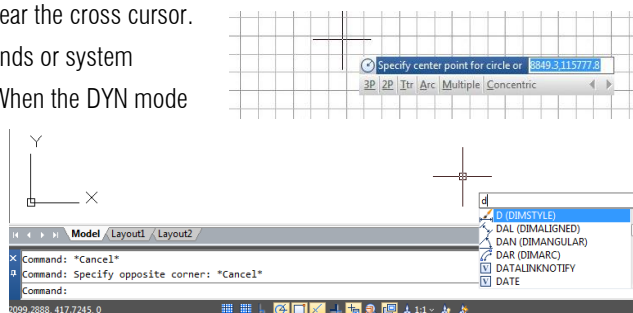 ear the cross cursor.
nds or system
When the DYN mode
Specify center point for circle or 8849.3,115777.8
3P 2P Ttr Arc Multiple Concentric
Y
X
d
D (DIMSTYLE)
DAL (DIMALIGNED)
DAN (DIMANGULAR)
DAR (DIMARC)
DATALINKNOTIFY
DATE
Model Layout1 Layout2
Command: *Cancel*
Command: Specify opposite corner: *Cancel*
Command:
2099.2888, 417.7245, 0
1:1